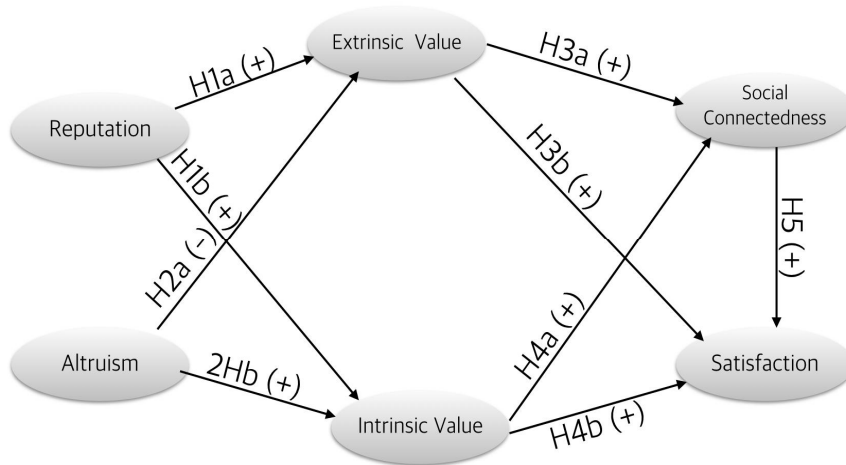 Extrinsic Value
H1a (+)
H3a (+)
Social
Connectedness
Reputation
H1b (+)
H3b (+)
H2a (-)
H5 (+)
H4a (+)
Altruism
2Hb (+)
Satisfaction
Intrinsic Value
H4b (+)